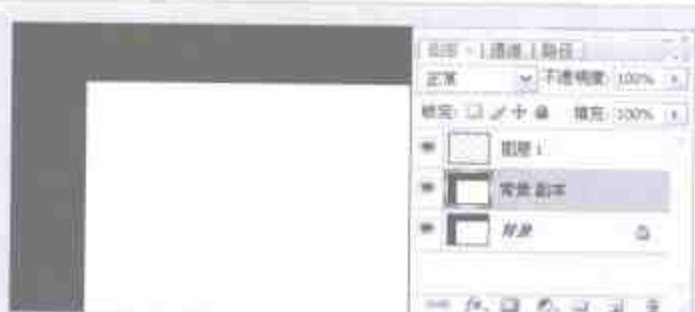 图层 × 通道 路径
正常 不透明度: 100%
锁定: 填充: 100%
图层 1
背景 副本
背景
fx.